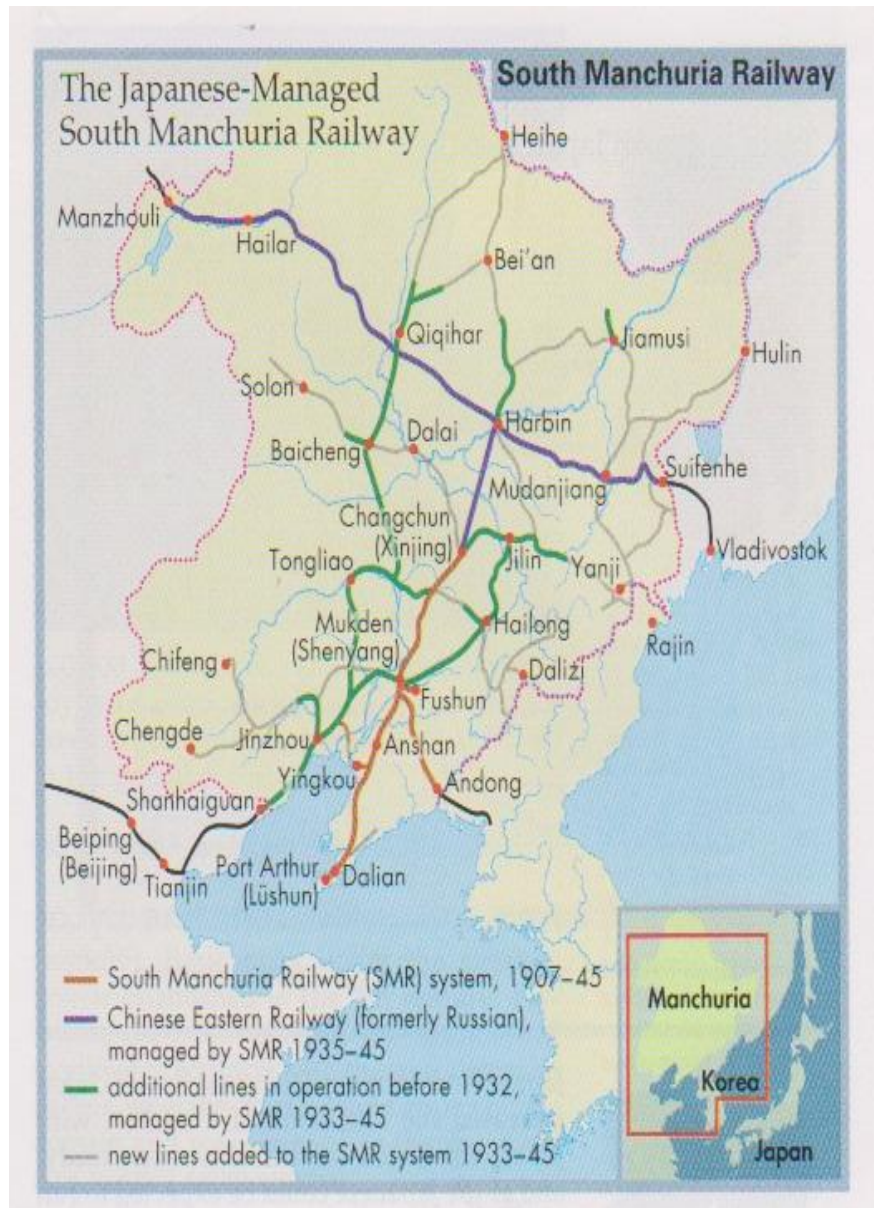 South Manchuria Railway
The Japanese-Managed
South Manchuria Railway
Heihe
Manzhouli
Hailar
Bei'an
Qiqihar
Jiamusi
Hulin
Solon
Dalai
Harbin
Baicheng
Suifenhe
Mudanjiang
Changchun
(Xinjing)
Vladivostok
Tongliao
Jilin
Yanji
Mukden
(Shenyang)
Hailong
Rajin
Chifeng
Dalizi
Fushun
Chengde
Jinzhou
Anshan
Yingkou
Andong
Shanhaiguan
Beiping
(Beijing)
Tianjin
Port Arthur
(Lüshun)
Dalian
South Manchuria Railway (SMR) system, 1907–45
Chinese Eastern Railway (formerly Russian),
managed by SMR 1935–45
additional lines in operation before 1932,
managed by SMR 1933–45
new lines added to the SMR system 1933–45
Manchuria
Korea
Japan